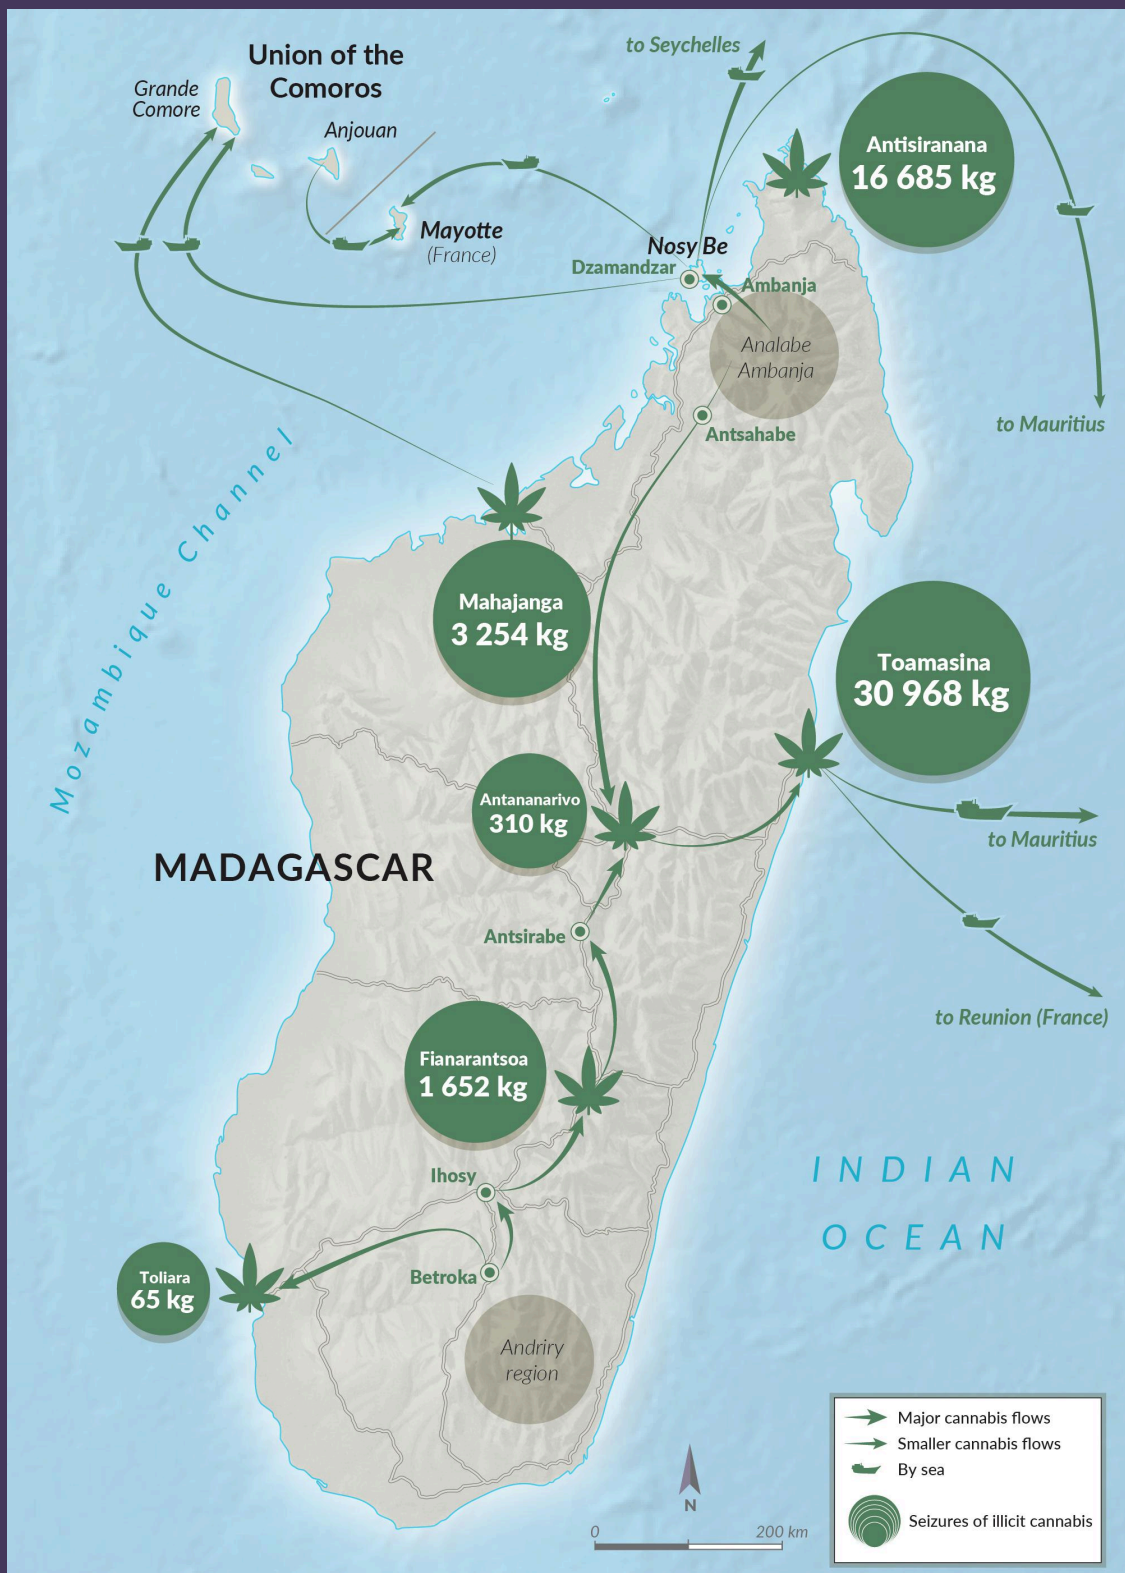 to Seychelles
Union of the
Comoros
Grande
Comore
Anjouan
Antisiranana
16 685 kg
Mayotte
(France)
Nosy Be
Dzamandzar
Ambanja
Analabe
Ambanja
to Mauritius
Antsahabe
Mozambique Channel
Mahajanga
3 254 kg
Toamasina
30 968 kg
Antananarivo
310 kg
to Mauritius
MADAGASCAR
Antsirabe
to Reunion (France)
Fianarantsoa
1 652 kg
Ihosy
INDIAN
OCEAN
Toliara
65 kg
Betroka
Andriry
region
Major cannabis flows
Smaller cannabis flows
By sea
Seizures of illicit cannabis
N
0 200 km